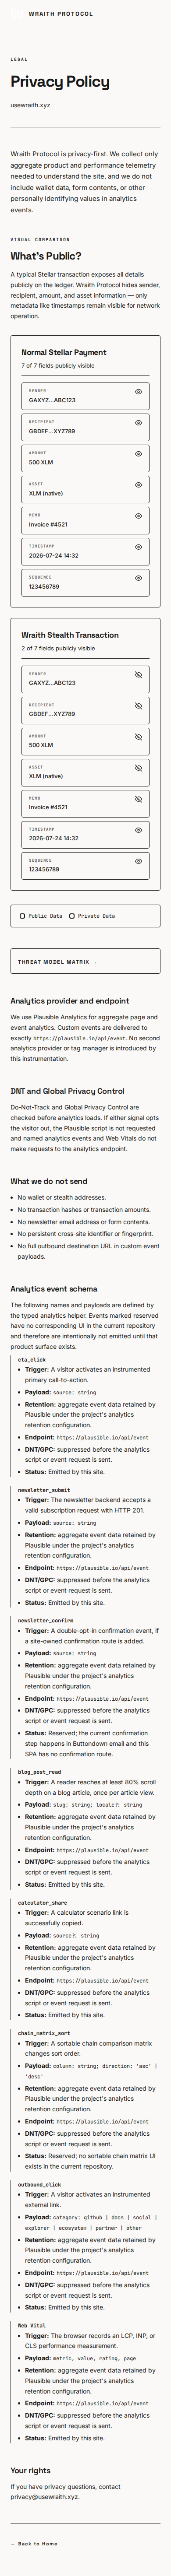 WRAITH PROTOCOL
LEGAL
Privacy Policy
usewraith.xyz
Wraith Protocol is privacy-first. We collect only
aggregate product and performance telemetry
needed to understand the site, and we do not
include wallet data, form contents, or other
personally identifying values in analytics
events.
VISUAL COMPARISON
What's Public?
A typical Stellar transaction exposes all details
publicly on the ledger. Wraith Protocol hides sender,
recipient, amount, and asset information — only
metadata like timestamps remain visible for network
operation.
Normal Stellar Payment
7 of 7 fields publicly visible
SENDER
GAXYZ...ABC123
RECIPIENT
GBDEF...XYZ789
AMOUNT
500 XLM
ASSET
XLM (native)
MEMO
Invoice #4521
TIMESTAMP
2026-07-24 14:32
SEQUENCE
123456789
Wraith Stealth Transaction
2 of 7 fields publicly visible
SENDER
GAXYZ...ABC123
RECIPIENT
GBDEF...XYZ789
AMOUNT
500 XLM
ASSET
XLM (native)
MEMO
Invoice #4521
TIMESTAMP
2026-07-24 14:32
SEQUENCE
123456789
Public Data Private Data
THREAT MODEL MATRIX →
Analytics provider and endpoint
We use Plausible Analytics for aggregate page and
event analytics. Custom events are delivered to
exactly https://plausible.io/api/event. No second
analytics provider or tag manager is introduced by
this instrumentation.
DNT and Global Privacy Control
Do-Not-Track and Global Privacy Control are
checked before analytics loads. If either signal opts
the visitor out, the Plausible script is not requested
and named analytics events and Web Vitals do not
make requests to the analytics endpoint.
What we do not send
• No wallet or stealth addresses.
• No transaction hashes or transaction amounts.
• No newsletter email address or form contents.
• No persistent cross-site identifier or fingerprint.
• No full outbound destination URL in custom event
payloads.
Analytics event schema
The following names and payloads are defined by
the typed analytics helper. Events marked reserved
have no corresponding UI in the current repository
and therefore are intentionally not emitted until that
product surface exists.
cta_click
• Trigger: A visitor activates an instrumented
primary call-to-action.
• Payload: source: string
• Retention: aggregate event data retained by
Plausible under the project's analytics
retention configuration.
• Endpoint: https://plausible.io/api/event
• DNT/GPC: suppressed before the analytics
script or event request is sent.
• Status: Emitted by this site.
newsletter_submit
• Trigger: The newsletter backend accepts a
valid subscription request with HTTP 201.
• Payload: source: string
• Retention: aggregate event data retained by
Plausible under the project's analytics
retention configuration.
• Endpoint: https://plausible.io/api/event
• DNT/GPC: suppressed before the analytics
script or event request is sent.
• Status: Emitted by this site.
newsletter_confirm
• Trigger: A double-opt-in confirmation event, if
a site-owned confirmation route is added.
• Payload: source: string
• Retention: aggregate event data retained by
Plausible under the project's analytics
retention configuration.
• Endpoint: https://plausible.io/api/event
• DNT/GPC: suppressed before the analytics
script or event request is sent.
• Status: Reserved; the current confirmation
step happens in Buttondown email and this
SPA has no confirmation route.
blog_post_read
• Trigger: A reader reaches at least 80% scroll
depth on a blog article, once per article view.
• Payload: slug: string; locale?: string
• Retention: aggregate event data retained by
Plausible under the project's analytics
retention configuration.
• Endpoint: https://plausible.io/api/event
• DNT/GPC: suppressed before the analytics
script or event request is sent.
• Status: Emitted by this site.
calculator_share
• Trigger: A calculator scenario link is
successfully copied.
• Payload: source?: string
• Retention: aggregate event data retained by
Plausible under the project's analytics
retention configuration.
• Endpoint: https://plausible.io/api/event
• DNT/GPC: suppressed before the analytics
script or event request is sent.
• Status: Emitted by this site.
chain_matrix_sort
• Trigger: A sortable chain comparison matrix
changes sort order.
• Payload: column: string; direction: 'asc' |
'desc'
• Retention: aggregate event data retained by
Plausible under the project's analytics
retention configuration.
• Endpoint: https://plausible.io/api/event
• DNT/GPC: suppressed before the analytics
script or event request is sent.
• Status: Reserved; no sortable chain matrix UI
exists in the current repository.
outbound_click
• Trigger: A visitor activates an instrumented
external link.
• Payload: category: github | docs | social |
explorer | ecosystem | partner | other
• Retention: aggregate event data retained by
Plausible under the project's analytics
retention configuration.
• Endpoint: https://plausible.io/api/event
• DNT/GPC: suppressed before the analytics
script or event request is sent.
• Status: Emitted by this site.
Web Vital
• Trigger: The browser records an LCP, INP, or
CLS performance measurement.
• Payload: metric, value, rating, page
• Retention: aggregate event data retained by
Plausible under the project's analytics
retention configuration.
• Endpoint: https://plausible.io/api/event
• DNT/GPC: suppressed before the analytics
script or event request is sent.
• Status: Emitted by this site.
Your rights
If you have privacy questions, contact
privacy@usewraith.xyz.
← Back to Home